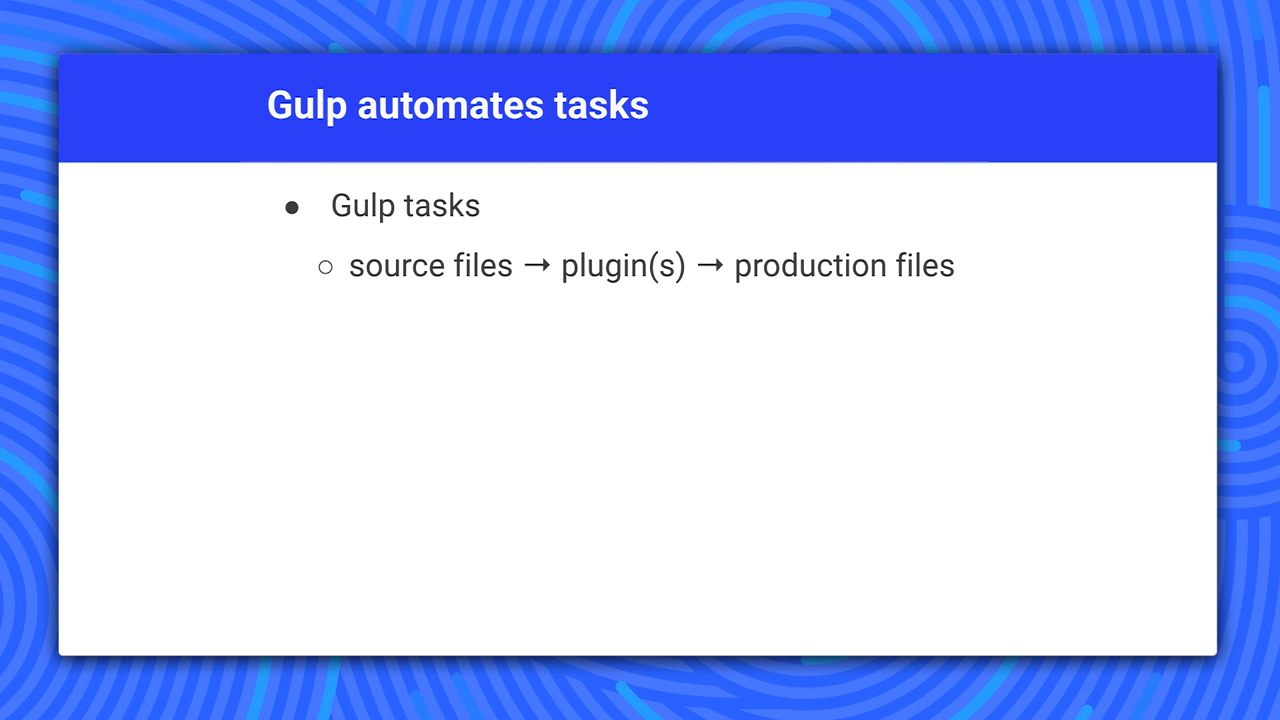 Gulp automates tasks
● Gulp tasks
○ source files → plugin(s) → production files